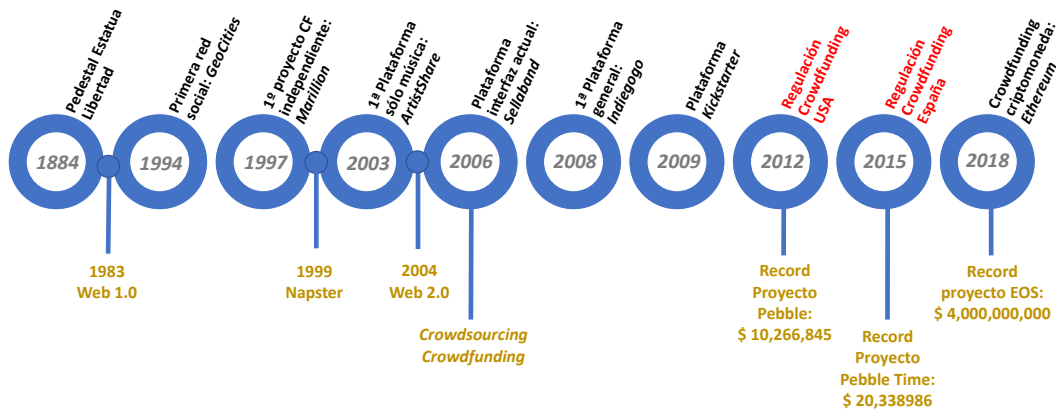 Pedestal Estatua
Libertad
Primera red
social: GeoCities
1º proyecto CF
independiente:
Marillion
1ª Plataforma
sólo música:
ArtistShare
Plataforma
interfaz actual:
Sellaband
1ª Plataforma
general:
Indiegogo
Plataforma
Kickstarter
Regulación
Crowdfunding
USA
Regulación
Crowdfunding
España
Crowdfunding
criptomoneda:
Ethereum
1884
1994
1997
2003
2006
2008
2009
2012
2015
2018
1983
Web 1.0
1999
Napster
2004
Web 2.0
Crowdsourcing
Crowdfunding
Record
Proyecto
Pebble:
$ 10,266,845
Record
Proyecto
Pebble Time:
$ 20,338986
Record
proyecto EOS:
$ 4,000,000,000